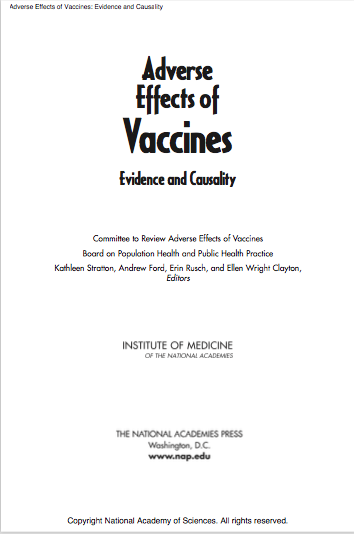 Adverse Effects of Vaccines: Evidence and Causality
Adverse
Effects of
Vaccines
Evidence and Causality
Committee to Review Adverse Effects of Vaccines
Board on Population Health and Public Health Practice
Kathleen Stratton, Andrew Ford, Erin Rusch, and Ellen Wright Clayton,
Editors
INSTITUTE OF MEDICINE
OF THE NATIONAL ACADEMIES
THE NATIONAL ACADEMIES PRESS
Washington, D.C.
www.nap.edu
Copyright National Academy of Sciences. All rights reserved.